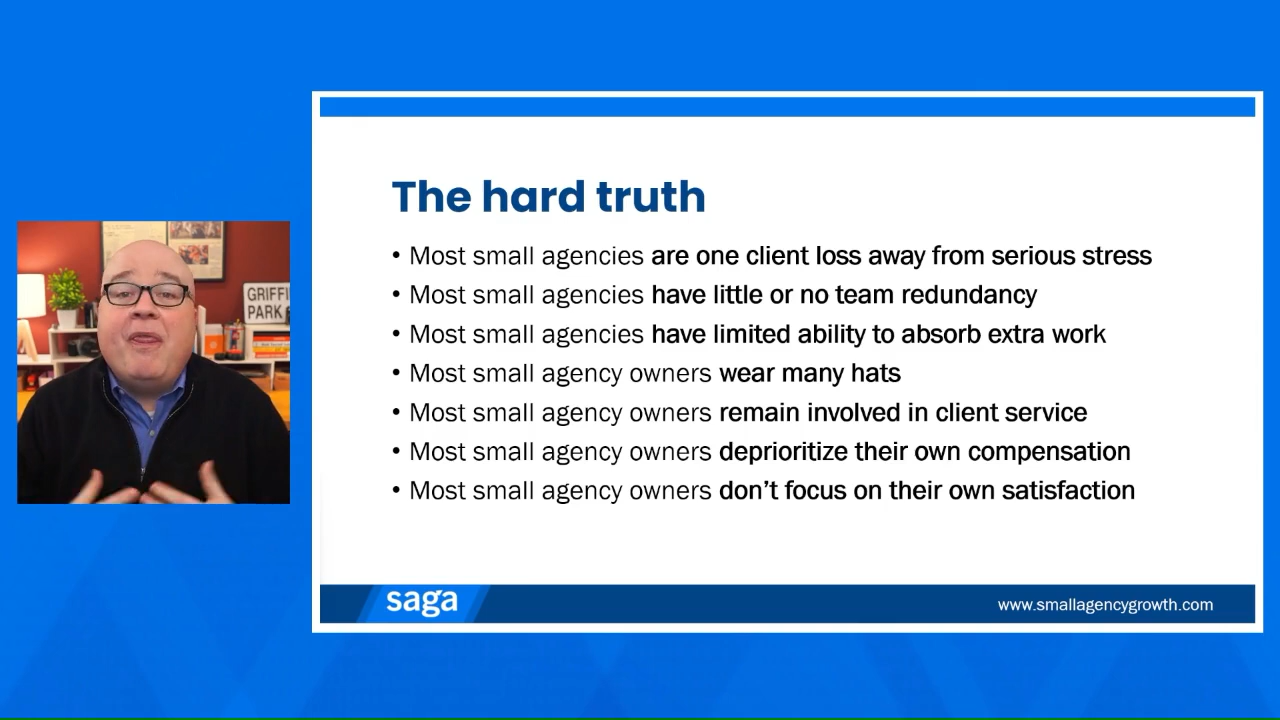 The hard truth
• Most small agencies are one client loss away from serious stress
• Most small agencies have little or no team redundancy
• Most small agencies have limited ability to absorb extra work
• Most small agency owners wear many hats
• Most small agency owners remain involved in client service
• Most small agency owners deprioritize their own compensation
• Most small agency owners don’t focus on their own satisfaction
PARK
saga
www.smallagencygrowth.com